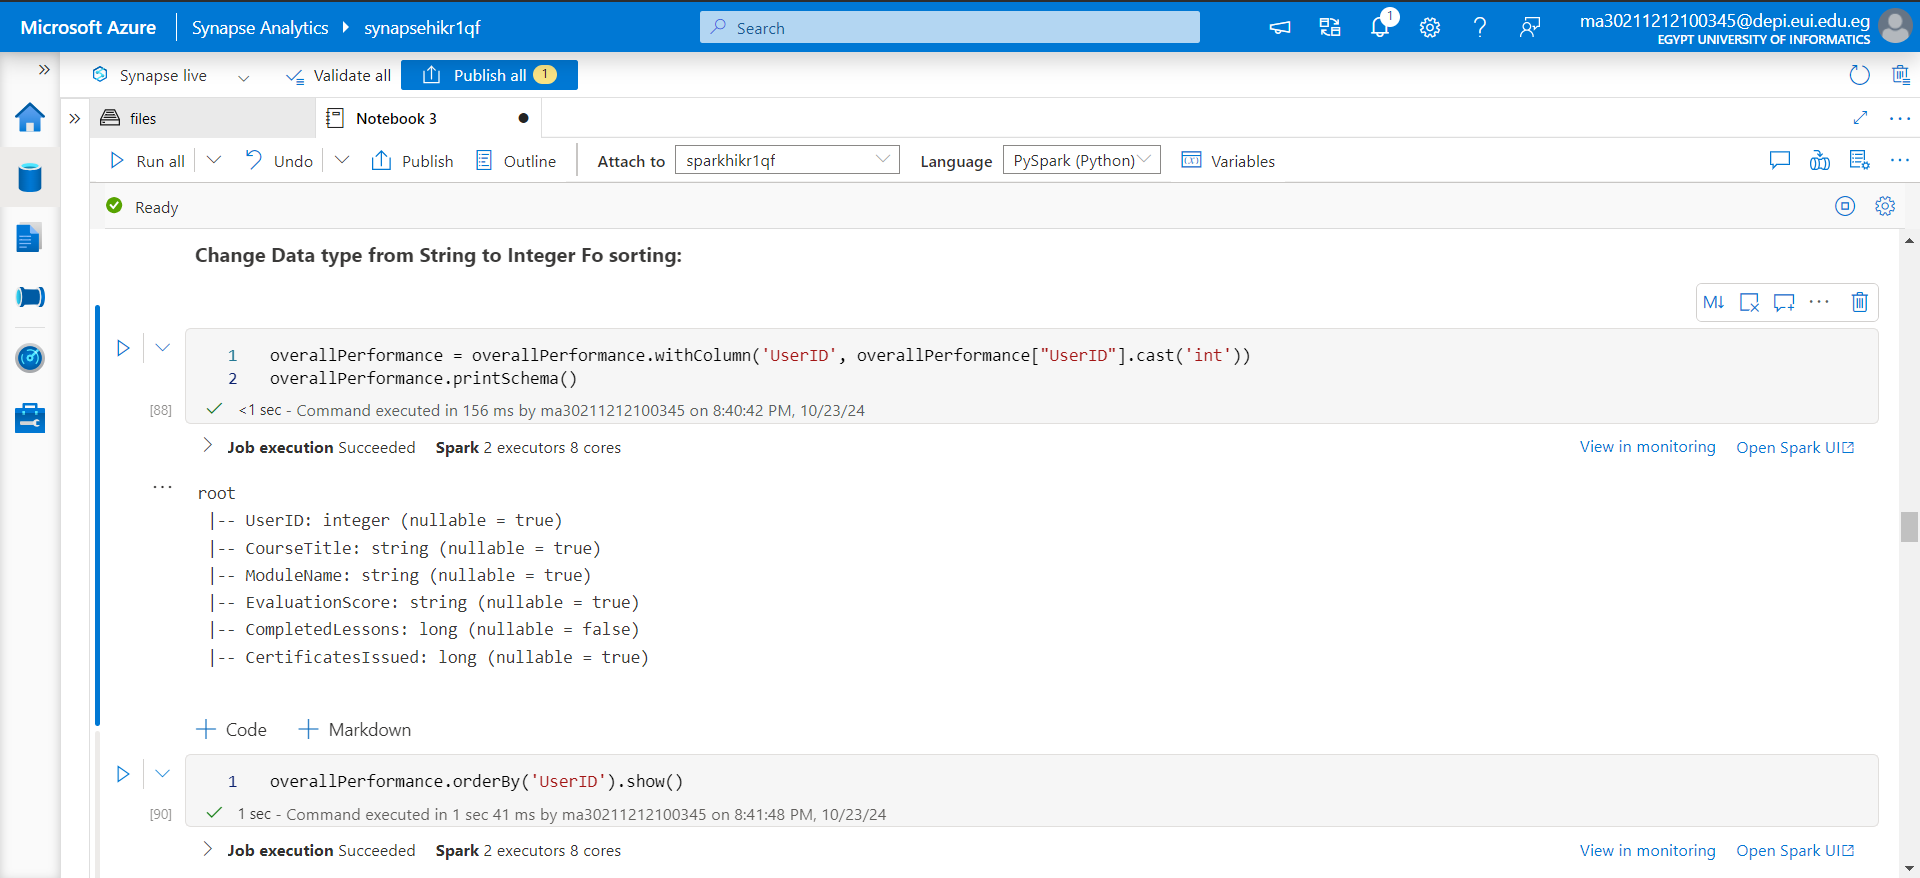 Microsoft Azure
Synapse Analytics
synapsehikr1qf
Search
1
ma30211212100345@depi.eui.edu.eg
EGYPT UNIVERSITY OF INFORMATICS
Synapse live
Validate all
Publish all 1
files
Notebook 3
Run all
Undo
Publish
Outline
Attach to
sparkhikr1qf
Language
PySpark (Python)
Variables
Ready
Change Data type from String to Integer Fo sorting:
M↓
1 overallPerformance = overallPerformance.withColumn('UserID', overallPerformance["UserID"].cast('int'))
2 overallPerformance.printSchema()
[88] <1 sec - Command executed in 156 ms by ma30211212100345 on 8:40:42 PM, 10/23/24
Job execution Succeeded Spark 2 executors 8 cores
View in monitoring
Open Spark UI
...
root
|-- UserID: integer (nullable = true)
|-- CourseTitle: string (nullable = true)
|-- ModuleName: string (nullable = true)
|-- EvaluationScore: string (nullable = true)
|-- CompletedLessons: long (nullable = false)
|-- CertificatesIssued: long (nullable = true)
+ Code
+ Markdown
1 overallPerformance.orderBy('UserID').show()
[90] 1 sec - Command executed in 1 sec 41 ms by ma30211212100345 on 8:41:48 PM, 10/23/24
Job execution Succeeded Spark 2 executors 8 cores
View in monitoring
Open Spark UI